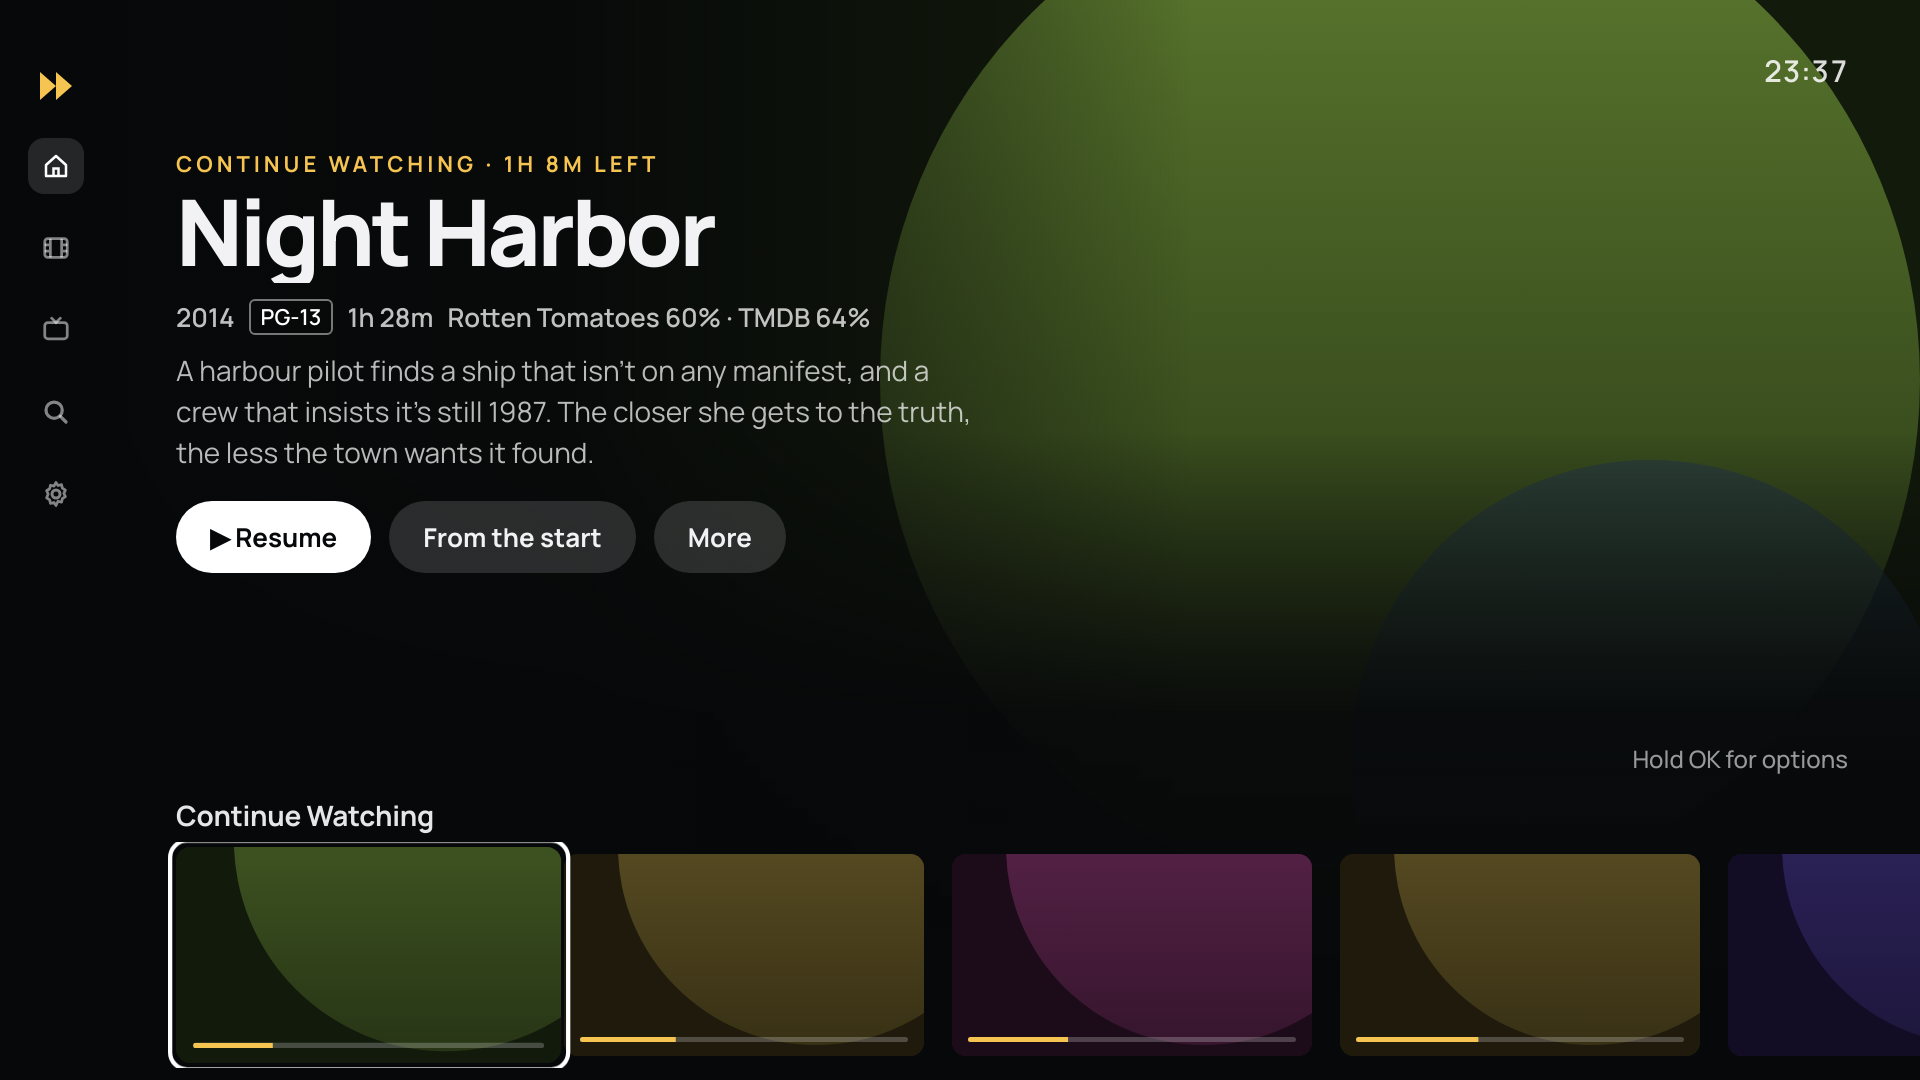 23:37
CONTINUE WATCHING · 1H 8M LEFT
Night Harbor
2014 PG-13 1h 28m Rotten Tomatoes 60% · TMDB 64%
A harbour pilot finds a ship that isn’t on any manifest, and a
crew that insists it’s still 1987. The closer she gets to the truth,
the less the town wants it found.
▶ Resume From the start More
Hold OK for options
Continue Watching